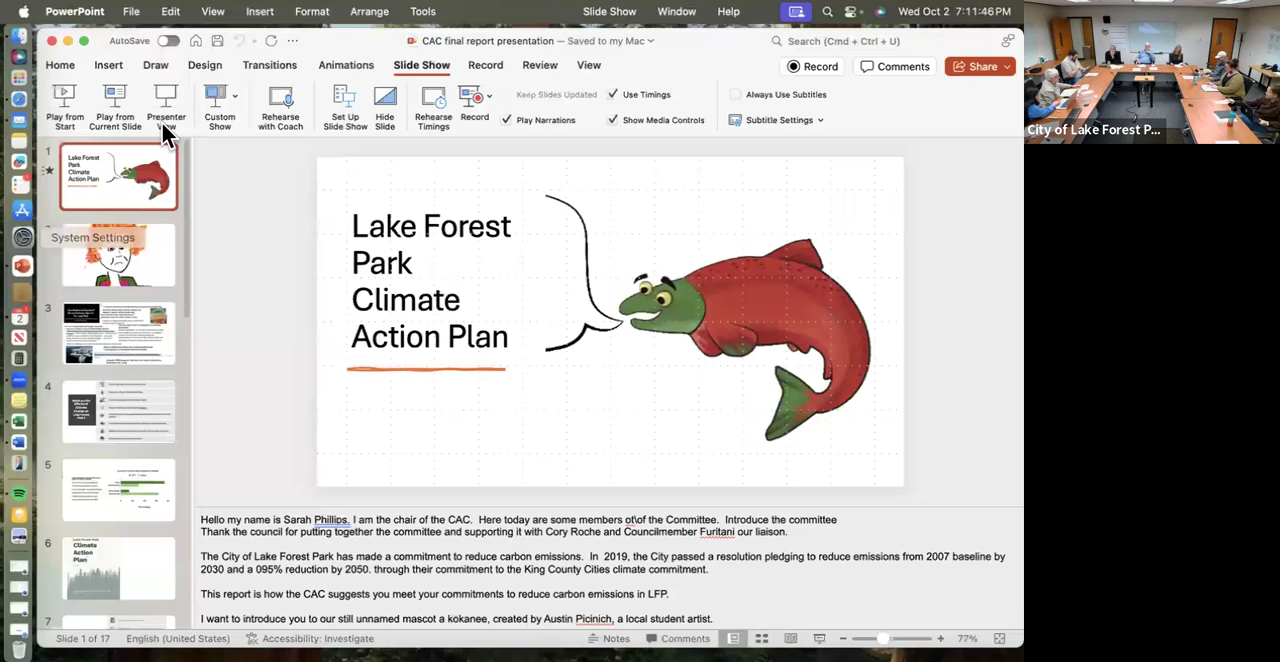 PowerPoint File Edit View Insert Format Arrange Tools Slide Show Window Help Wed Oct 2 7:11:46 PM
AutoSave CAC final report presentation — Saved to my Mac Search (Cmd + Ctrl + U)
Home Insert Draw Design Transitions Animations Slide Show Record Review View Record Comments Share
Play from Start
Play from Current Slide
Presenter View
Custom Show
Rehearse with Coach
Set Up Slide Show
Hide Slide
Rehearse Timings
Record
Keep Slides Updated
Use Timings
Play Narrations
Show Media Controls
Always Use Subtitles
Subtitle Settings
City of Lake Forest P...
1
Lake Forest
Park
Climate
Action Plan
System Settings
3
4
5
6
Climate
Action
Plan
7
Lake Forest
Park
Climate
Action Plan
Hello my name is Sarah Phillips. I am the chair of the CAC. Here today are some members ot\of the Committee. Introduce the committee
Thank the council for putting together the committee and supporting it with Cory Roche and Councilmember Furitani our liaison.
The City of Lake Forest Park has made a commitment to reduce carbon emissions. In 2019, the City passed a resolution pledging to reduce emissions from 2007 baseline by
2030 and a 095% reduction by 2050. through their commitment to the King County Cities climate commitment.
This report is how the CAC suggests you meet your commitments to reduce carbon emissions in LFP.
I want to introduce you to our still unnamed mascot a kokanee, created by Austin Picinich, a local student artist.
Slide 1 of 17 English (United States) Accessibility: Investigate Notes Comments 77%